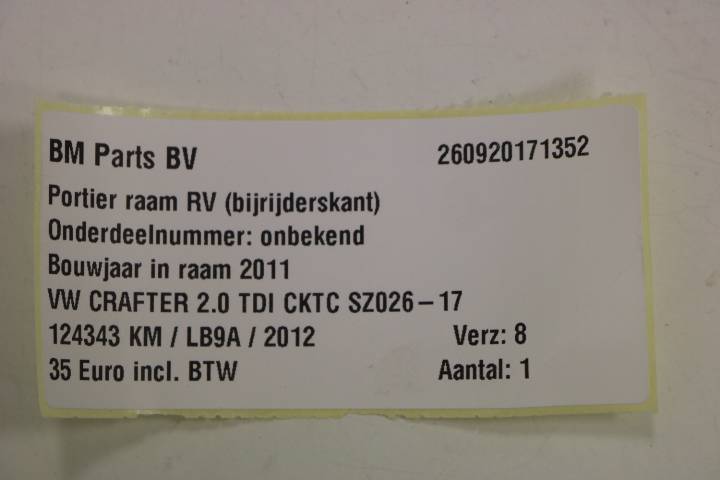 BM Parts BV 260920171352
Portier raam RV (bijrijderskant)
Onderdeelnummer: onbekend
Bouwjaar in raam 2011
VW CRAFTER 2.0 TDI CKTC SZ026-17
124343 KM / LB9A / 2012 Verz: 8
35 Euro incl. BTW Aantal: 1